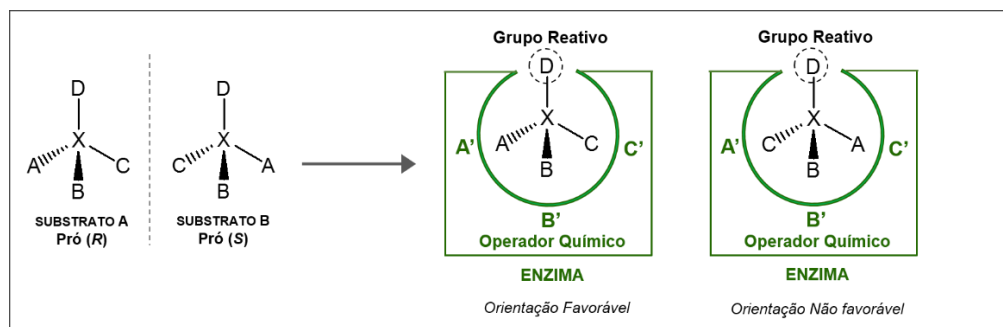 D
X
A
C
B
SUBSTRATO A
Pró (R)
D
X
C
A
B
SUBSTRATO B
Pró (S)
Grupo Reativo
D
X
A
C
B
A'
C'
B'
Operador Químico
ENZIMA
Orientação Favorável
Grupo Reativo
D
X
C
A
B
A'
C'
B'
Operador Químico
ENZIMA
Orientação Não favorável